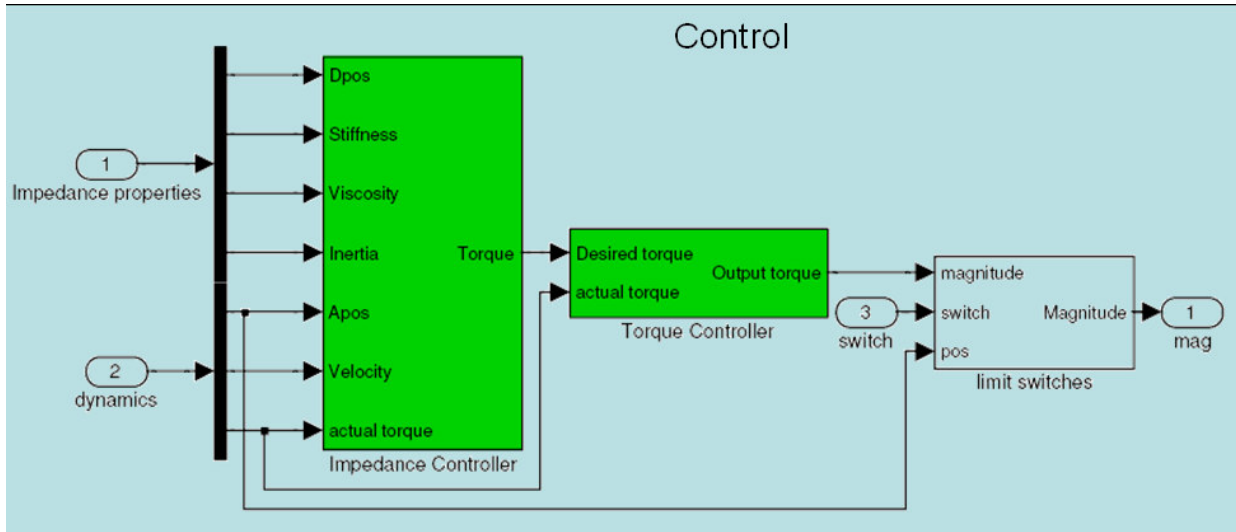 Control
1
Impedance properties
2
dynamics
Dpos
Stiffness
Viscosity
Inertia
Apos
Velocity
actual torque
Torque
Impedance Controller
Desired torque
actual torque
Output torque
Torque Controller
3
switch
magnitude
switch
pos
Magnitude
limit switches
1
mag